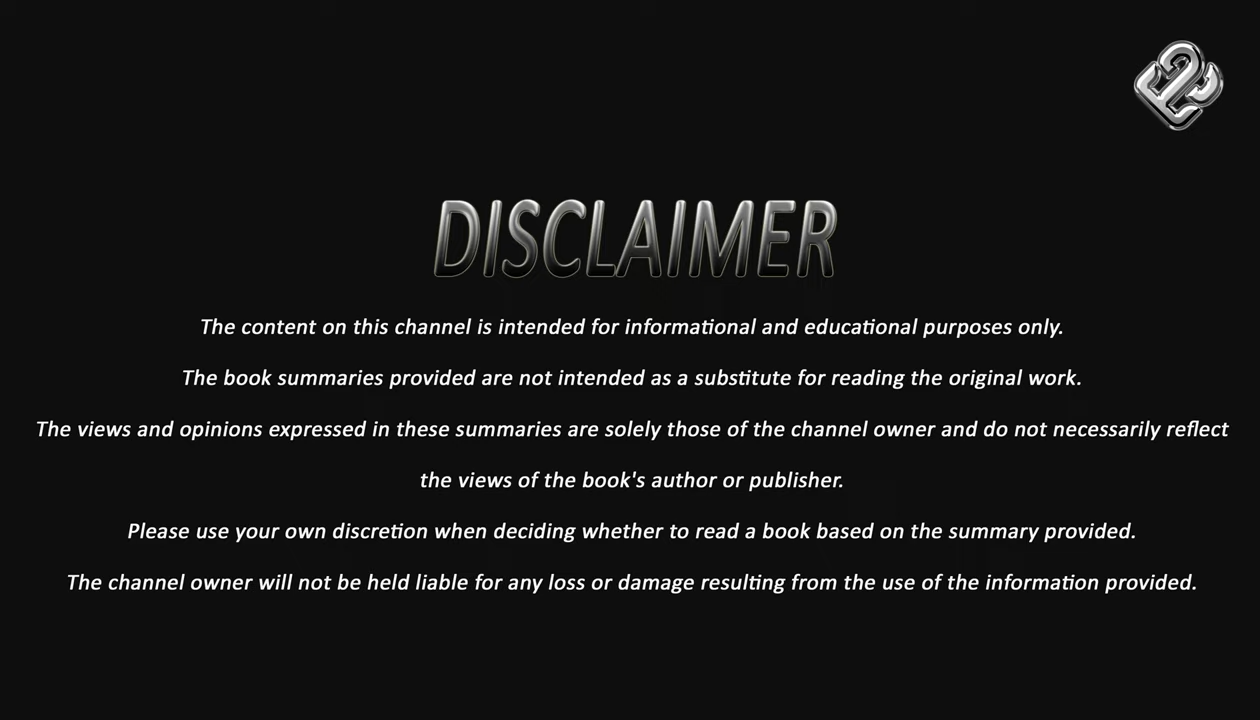 DISCLAIMER
The content on this channel is intended for informational and educational purposes only.
The book summaries provided are not intended as a substitute for reading the original work.
The views and opinions expressed in these summaries are solely those of the channel owner and do not necessarily reflect
the views of the book's author or publisher.
Please use your own discretion when deciding whether to read a book based on the summary provided.
The channel owner will not be held liable for any loss or damage resulting from the use of the information provided.